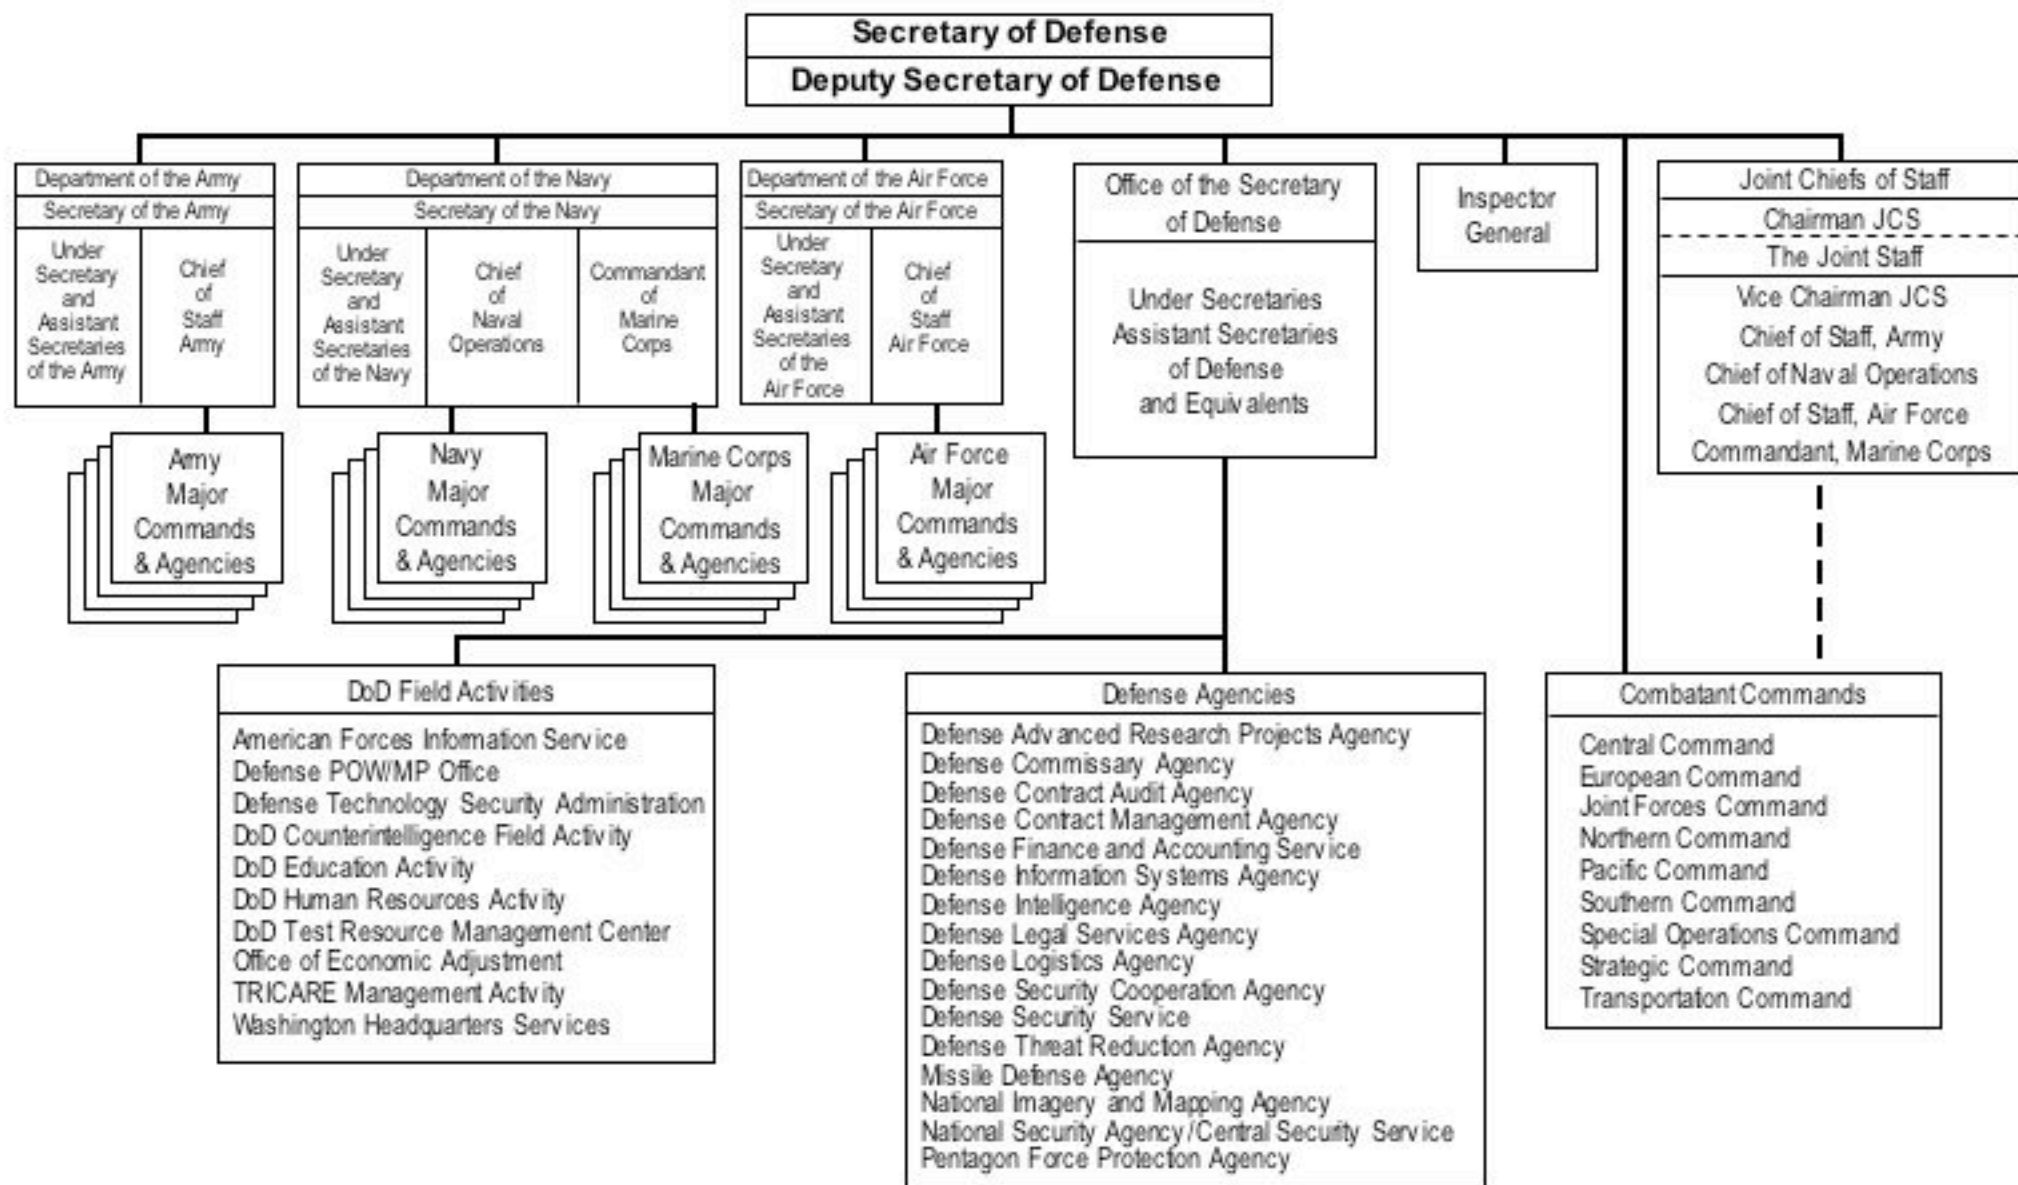 Secretary of Defense
Deputy Secretary of Defense
Department of the Army
Secretary of the Army
Under
Secretary
and
Assistant
Secretaries
of the Army
Chief
of
Staff
Army
Department of the Navy
Secretary of the Navy
Under
Secretary
and
Assistant
Secretaries
of the Navy
Chief
of
Naval
Operations
Commandant
of
Marine
Corps
Department of the Air Force
Secretary of the Air Force
Under
Secretary
and
Assistant
Secretaries
of the
Air Force
Chief
of
Staff
Air Force
Office of the Secretary
of Defense
Under Secretaries
Assistant Secretaries
of Defense
and Equivalents
Inspector
General
Joint Chiefs of Staff
Chairman JCS
The Joint Staff
Vice Chairman JCS
Chief of Staff, Army
Chief of Naval Operations
Chief of Staff, Air Force
Commandant, Marine Corps
Army
Major
Commands
& Agencies
Navy
Major
Commands
& Agencies
Marine Corps
Major
Commands
& Agencies
Air Force
Major
Commands
& Agencies
DoD Field Activities
American Forces Information Service
Defense POW/MP Office
Defense Technology Security Administration
DoD Counterintelligence Field Activity
DoD Education Activity
DoD Human Resources Activity
DoD Test Resource Management Center
Office of Economic Adjustment
TRICARE Management Activity
Washington Headquarters Services
Defense Agencies
Defense Advanced Research Projects Agency
Defense Commissary Agency
Defense Contract Audit Agency
Defense Contract Management Agency
Defense Finance and Accounting Service
Defense Information Systems Agency
Defense Intelligence Agency
Defense Legal Services Agency
Defense Logistics Agency
Defense Security Cooperation Agency
Defense Security Service
Defense Threat Reduction Agency
Missile Defense Agency
National Imagery and Mapping Agency
National Security Agency/Central Security Service
Pentagon Force Protection Agency
Combatant Commands
Central Command
European Command
Joint Forces Command
Northern Command
Pacific Command
Southern Command
Special Operations Command
Strategic Command
Transportation Command